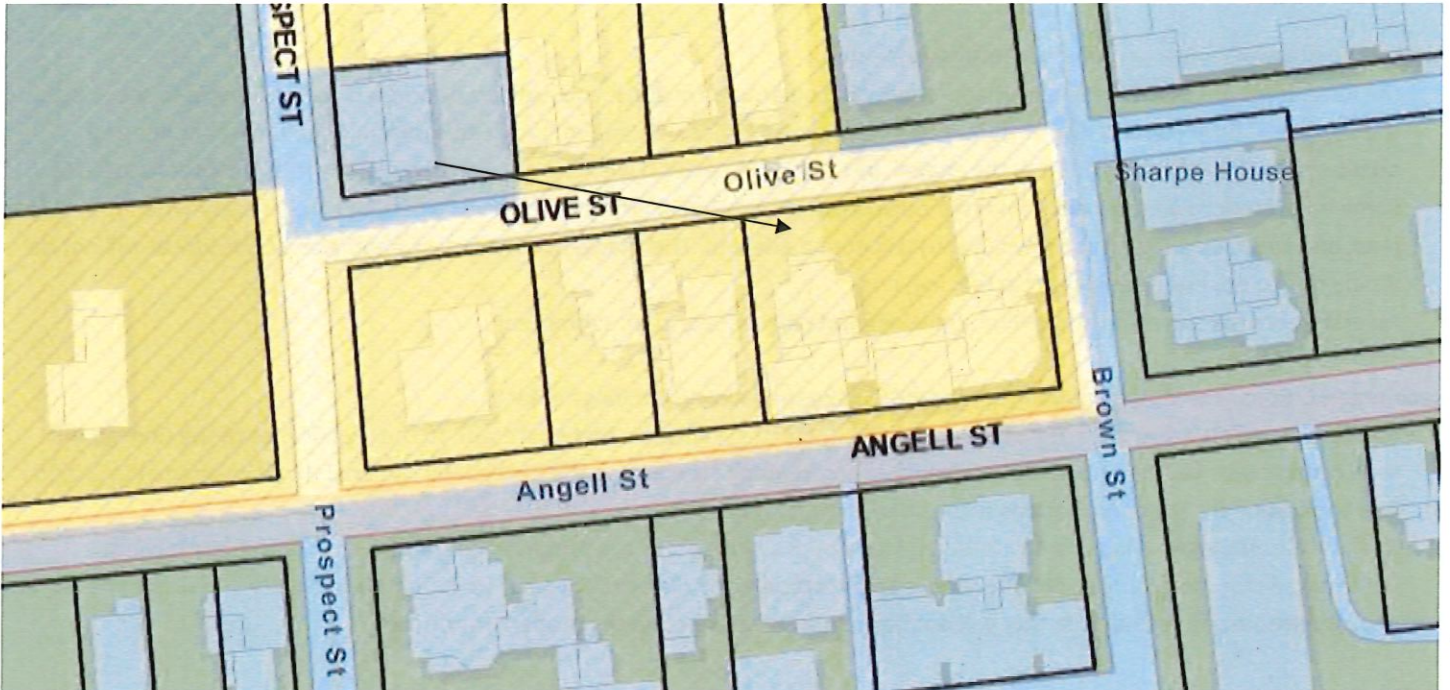 SPECT ST
Olive St
OLIVE ST
Sharpe House
Brown St
ANGELL ST
Angell St
Prospect St